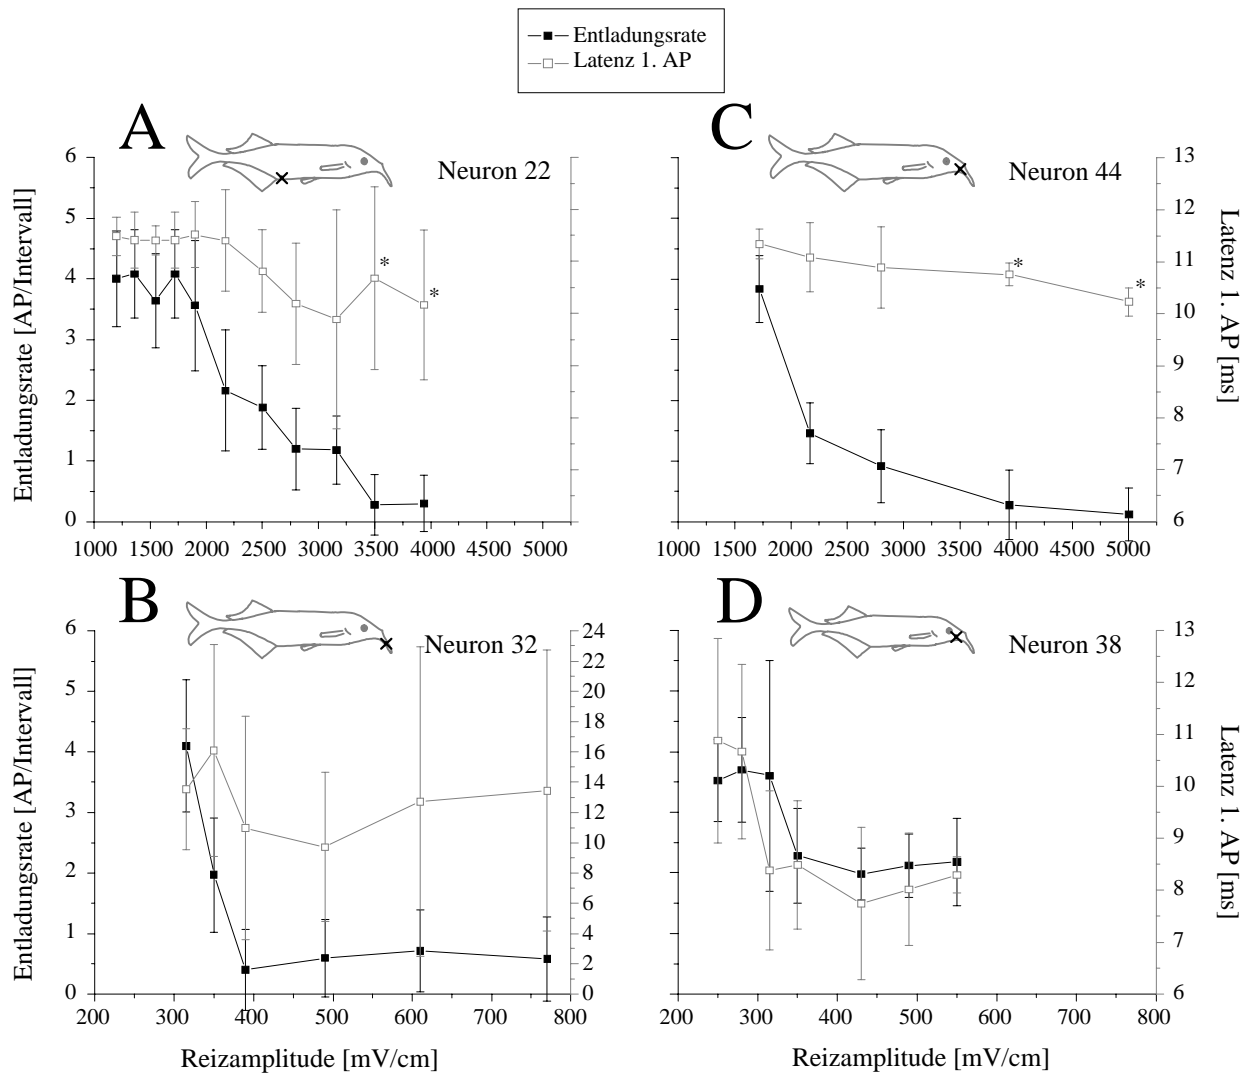 Entladungsrate
Latenz 1. AP
A
Neuron 22
Entladungsrate [AP/Intervall]
6
5
4
3
2
1
0
*
*
1000 1500 2000 2500 3000 3500 4000 4500 5000
C
Neuron 44
13
12
11
10
9
8
7
6
Latenz 1. AP [ms]
*
*
1000 1500 2000 2500 3000 3500 4000 4500 5000
B
Neuron 32
Entladungsrate [AP/Intervall]
6
5
4
3
2
1
0
24
22
20
18
16
14
12
10
8
6
4
2
0
200 300 400 500 600 700 800
Reizamplitude [mV/cm]
D
Neuron 38
13
12
11
10
9
8
7
6
Latenz 1. AP [ms]
200 300 400 500 600 700 800
Reizamplitude [mV/cm]